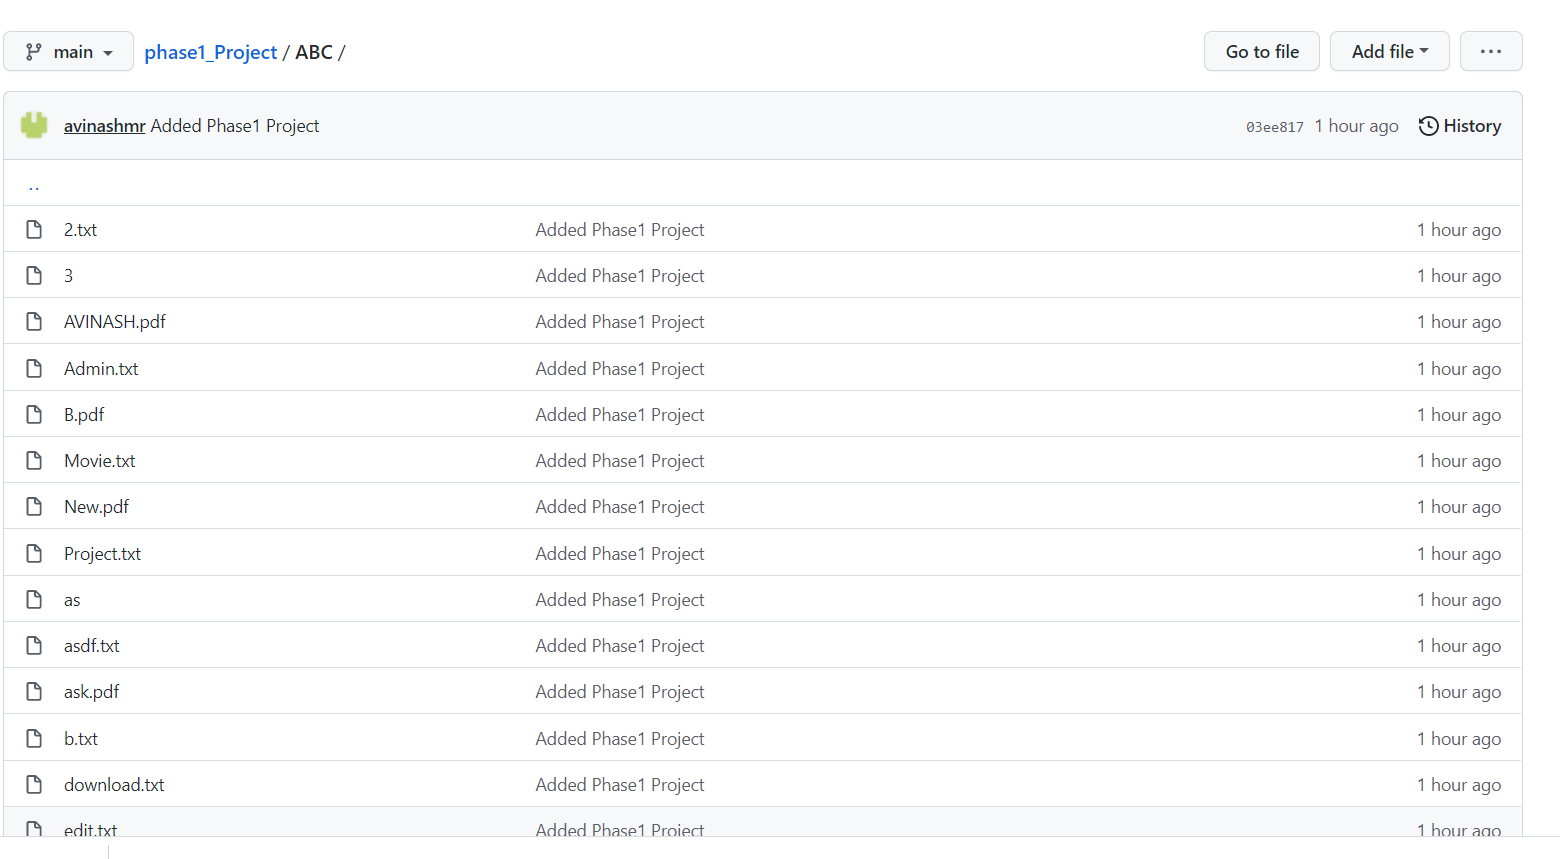 main phase1_Project / ABC / Go to file Add file ...
avinashmr Added Phase1 Project 03ee817 1 hour ago History
..
2.txt Added Phase1 Project 1 hour ago
3 Added Phase1 Project 1 hour ago
AVINASH.pdf Added Phase1 Project 1 hour ago
Admin.txt Added Phase1 Project 1 hour ago
B.pdf Added Phase1 Project 1 hour ago
Movie.txt Added Phase1 Project 1 hour ago
New.pdf Added Phase1 Project 1 hour ago
Project.txt Added Phase1 Project 1 hour ago
as Added Phase1 Project 1 hour ago
asdf.txt Added Phase1 Project 1 hour ago
ask.pdf Added Phase1 Project 1 hour ago
b.txt Added Phase1 Project 1 hour ago
download.txt Added Phase1 Project 1 hour ago
edit.txt Added Phase1 Project 1 hour ago